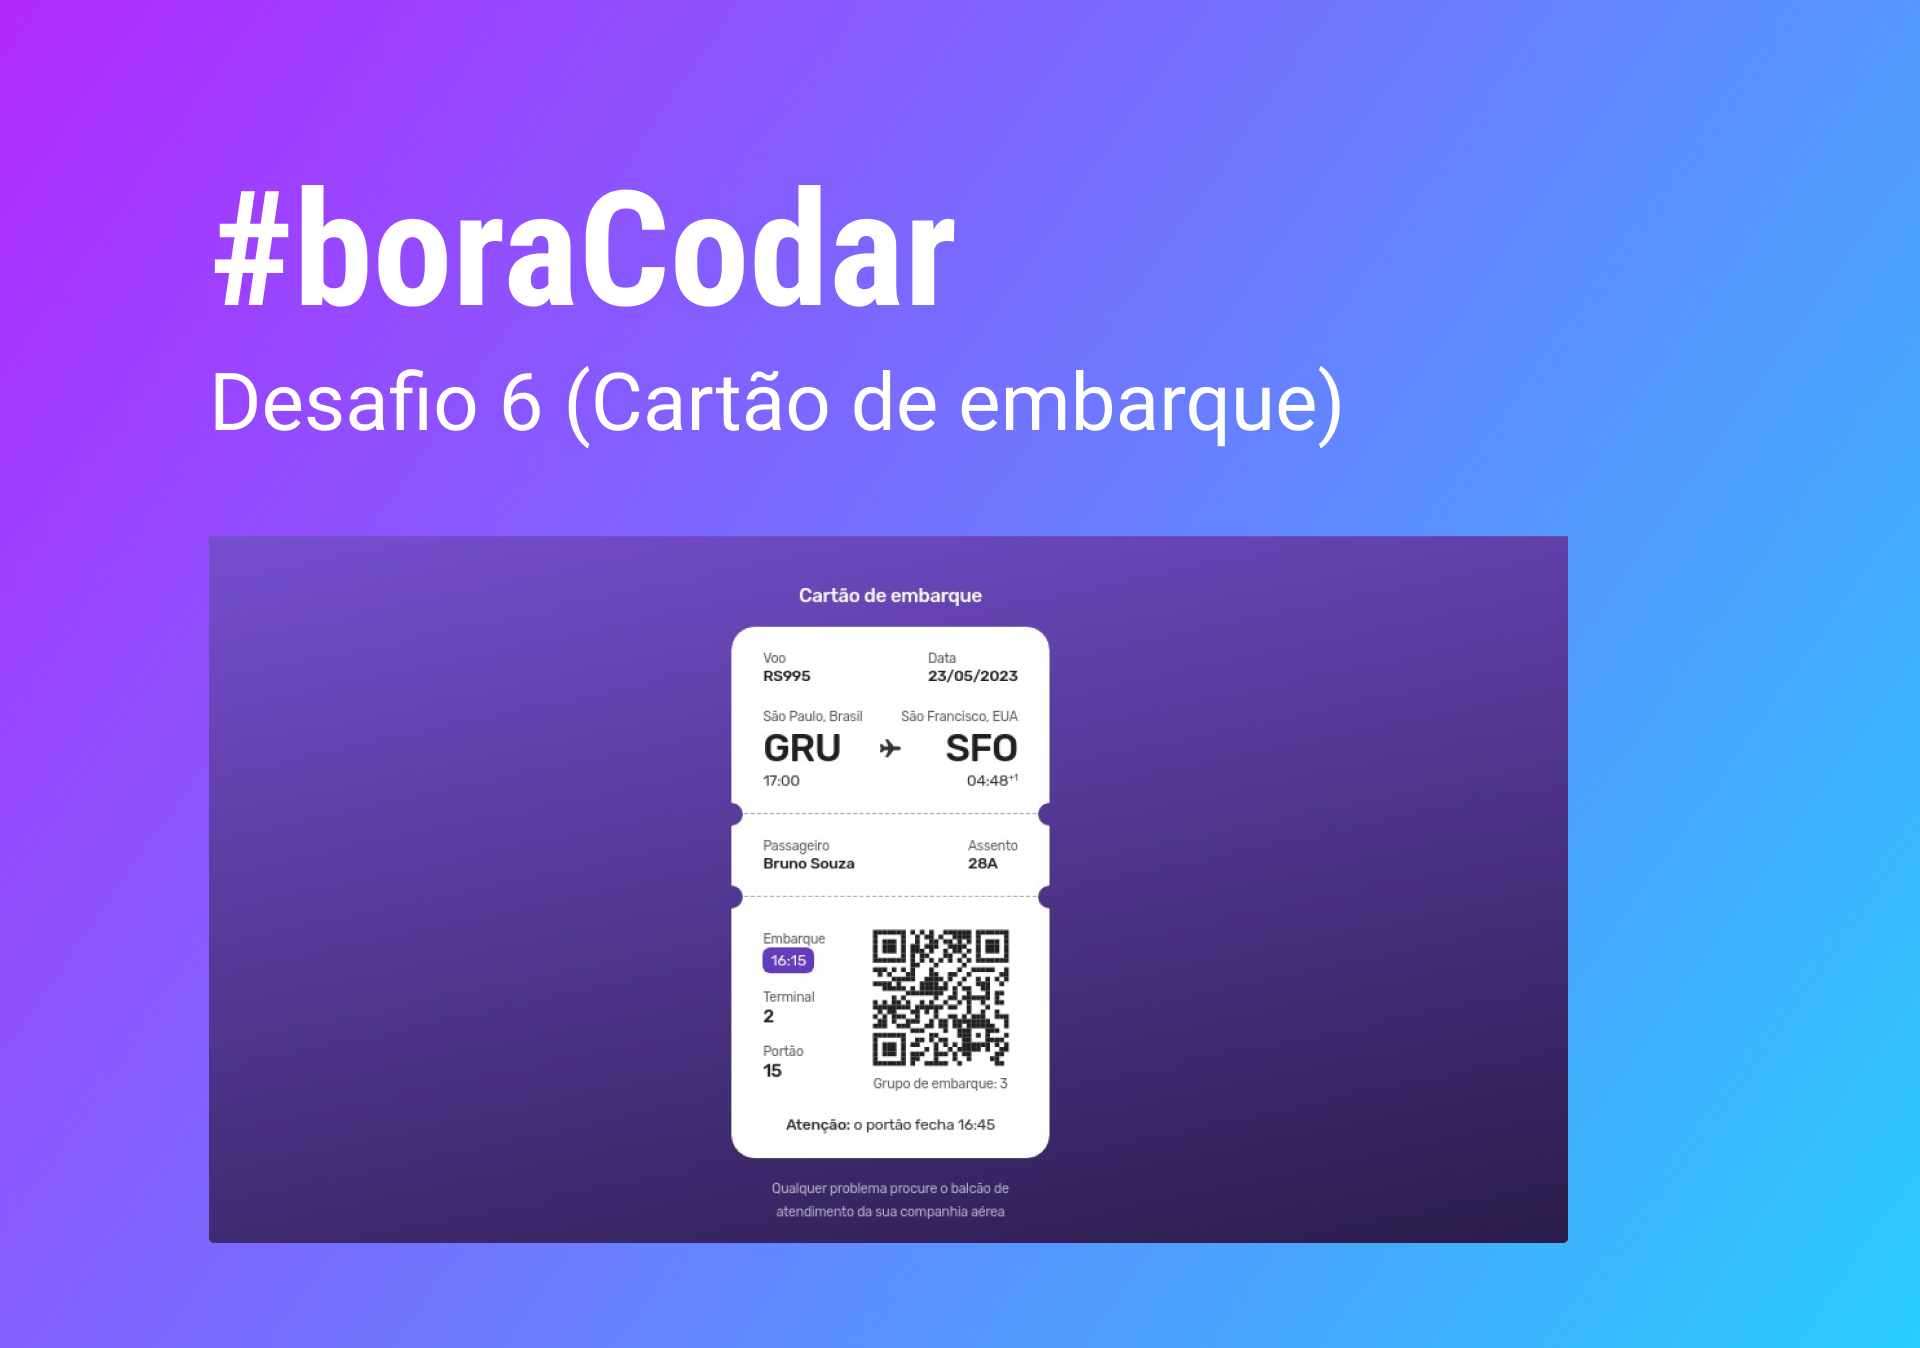 #boraCodar
Desafio 6 (Cartão de embarque)
Cartão de embarque
Voo Data
RS995 23/05/2023
São Paulo, Brasil São Francisco, EUA
GRU SFO
17:00 04:48+1
Passageiro Assento
Bruno Souza 28A
Embarque
16:15
Terminal
2
Portão
15
Grupo de embarque: 3
Atenção: o portão fecha 16:45
Qualquer problema procure o balcão de
atendimento da sua companhia aérea